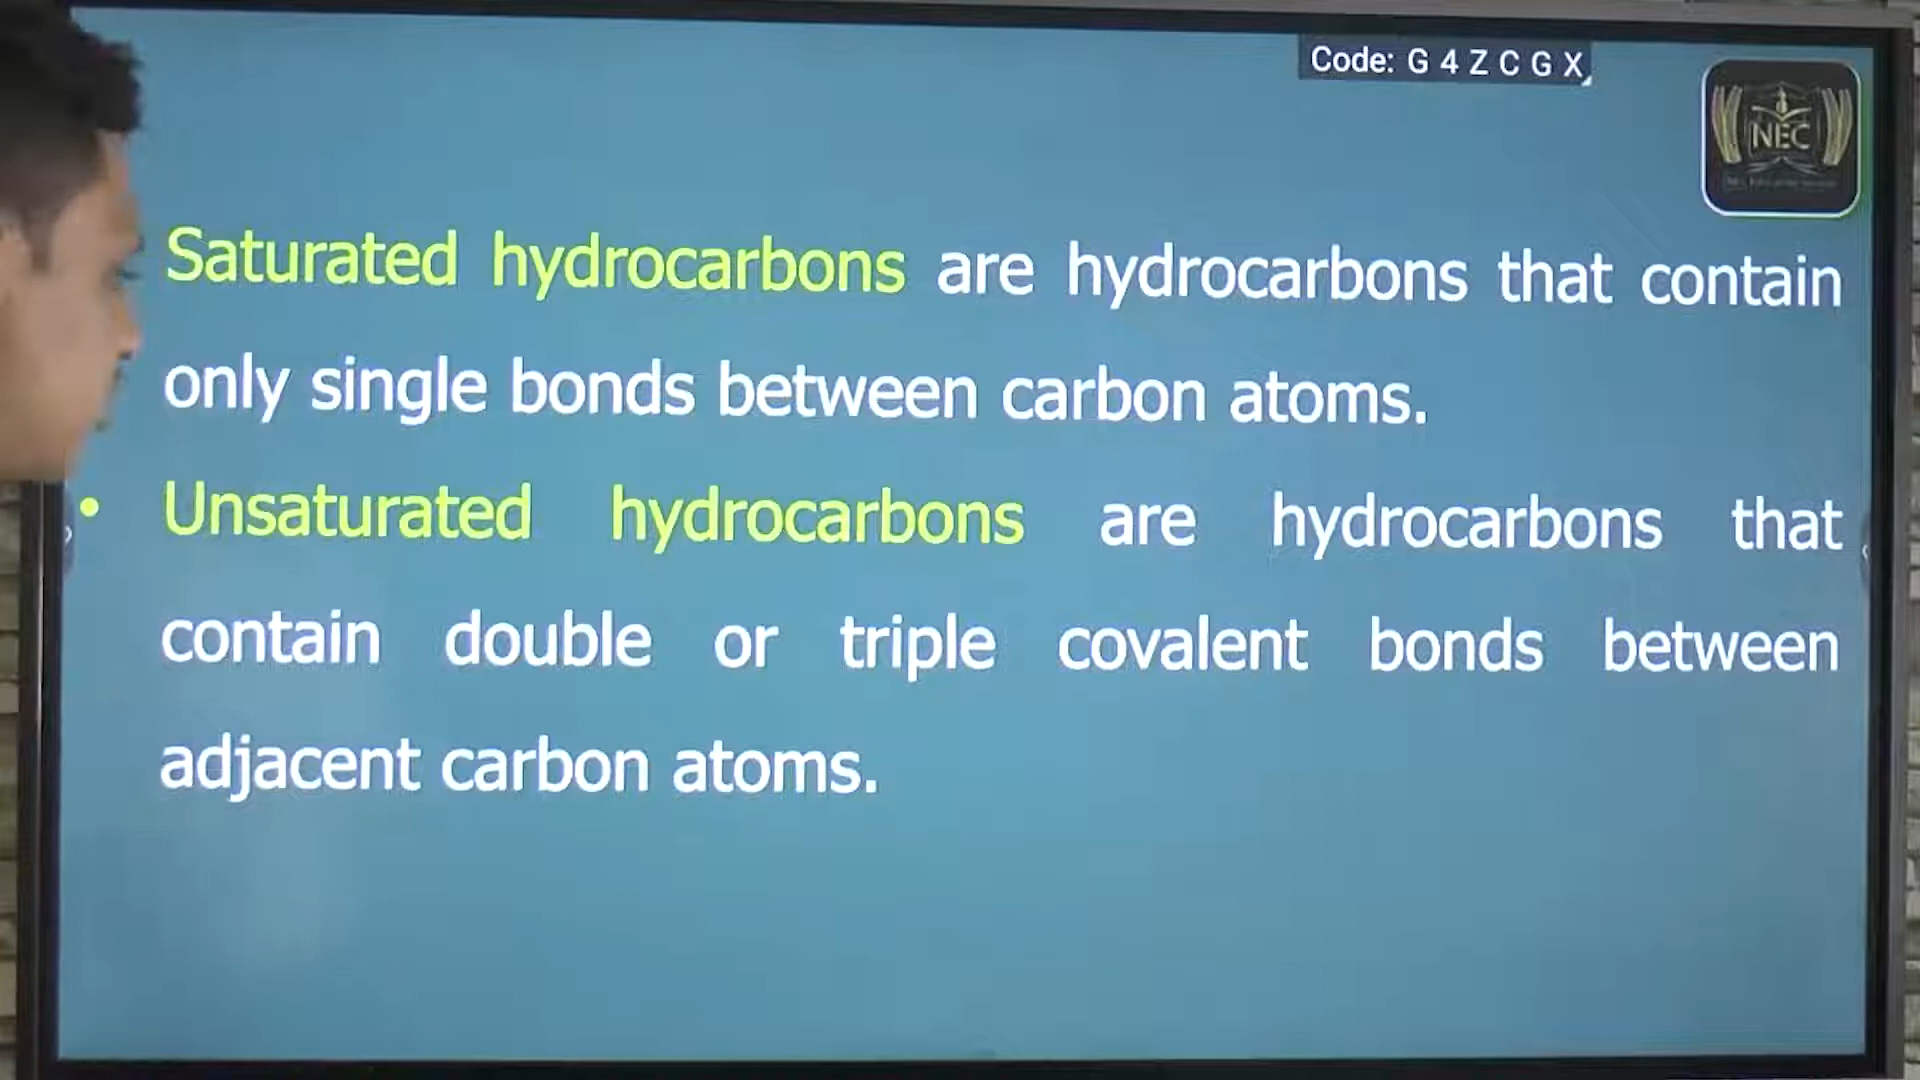 Code: G 4 Z C G X
NEC
Saturated hydrocarbons are hydrocarbons that contain
only single bonds between carbon atoms.
• Unsaturated hydrocarbons are hydrocarbons that
contain double or triple covalent bonds between
adjacent carbon atoms.